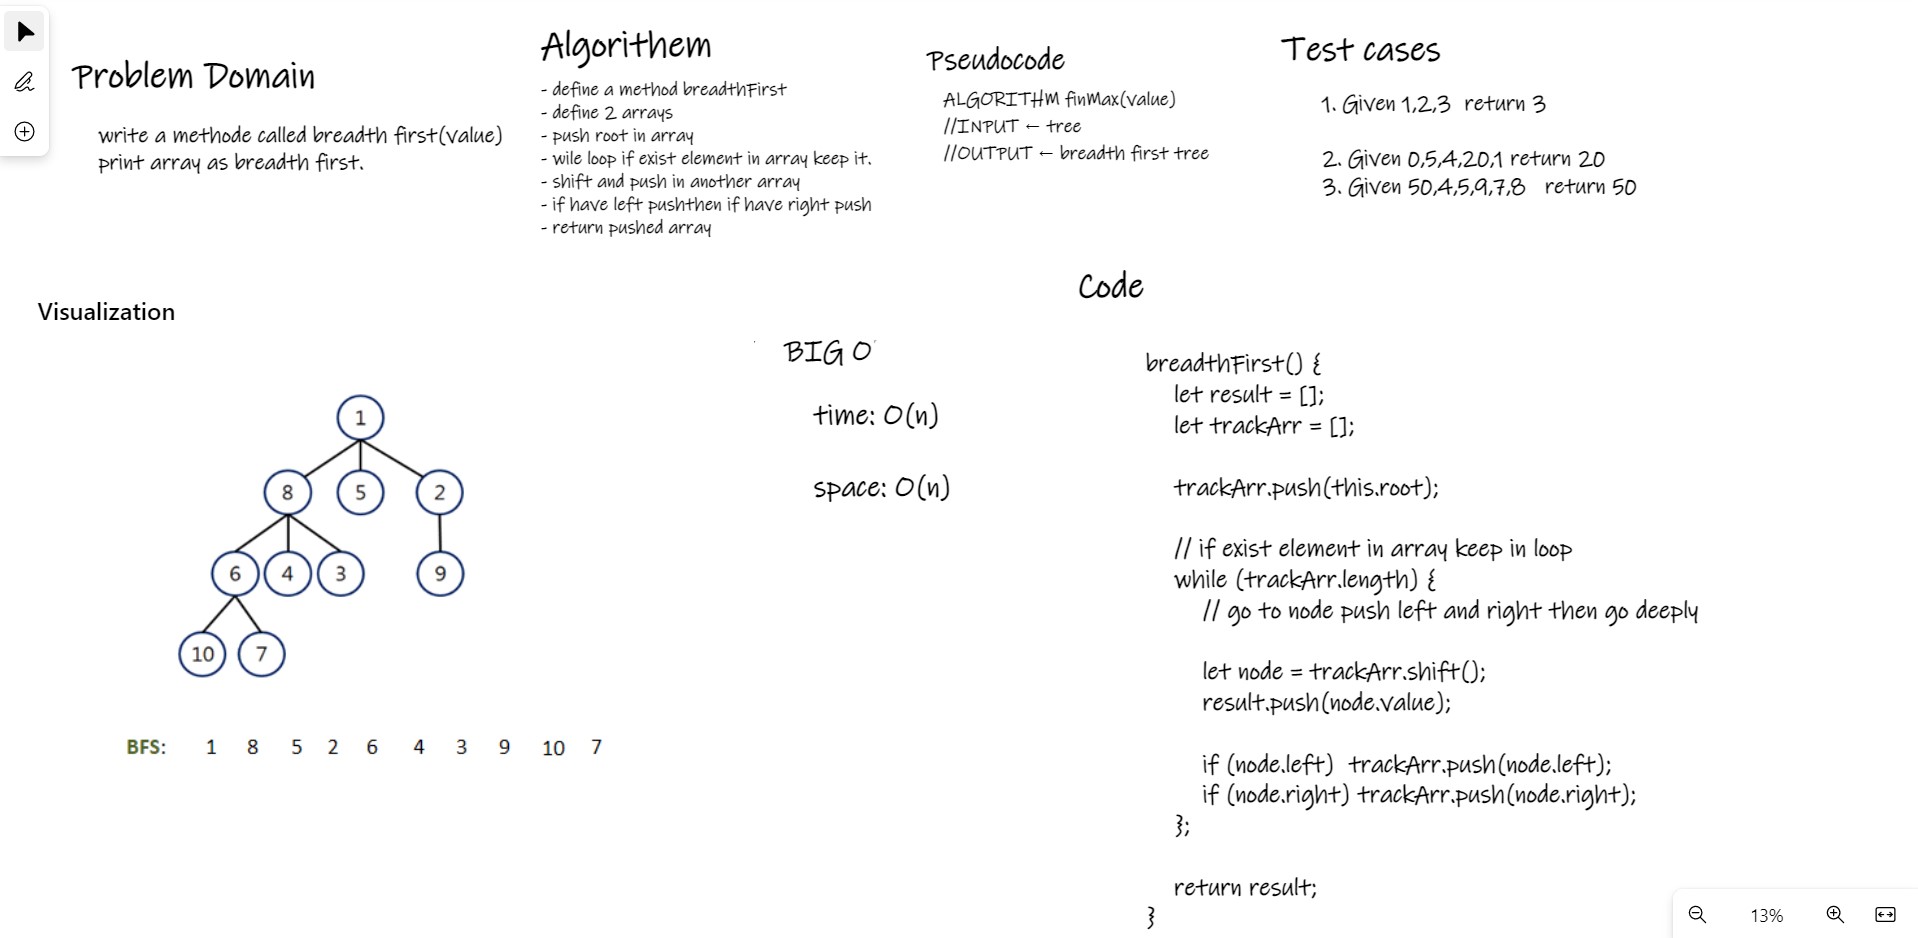 Problem Domain
write a methode called breadth first(value)
print array as breadth first.
Algorithem
- define a method breadthFirst
- define 2 arrays
- push root in array
- wile loop if exist element in array keep it.
- shift and push in another array
- if have left pushthen if have right push
- return pushed array
Pseudocode
ALGORITHM finMax(value)
//INPUT ← tree
//OUTPUT ← breadth first tree
Test cases
1. Given 1,2,3 return 3
2. Given 0,5,4,20,1 return 20
3. Given 50,4,5,9,7,8 return 50
Visualization
1
8 5 2
6 4 3 9
10 7
BFS: 1 8 5 2 6 4 3 9 10 7
BIG O
time: O(n)
space: O(n)
Code
breadthFirst() {
let result = [];
let trackArr = [];
trackArr.push(this.root);
// if exist element in array keep in loop
while (trackArr.length) {
// go to node push left and right then go deeply
let node = trackArr.shift();
result.push(node.value);
if (node.left) trackArr.push(node.left);
if (node.right) trackArr.push(node.right);
};
return result;
}
13%